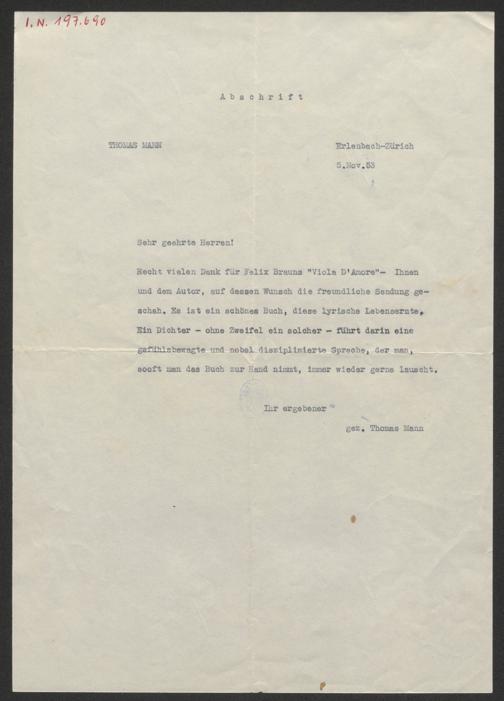 I.N. 197.690
Abschrift
THOMAS MANN
Erlenbach-Zürich
5.Nov.53
Sehr geehrte Herren!
Recht vielen Dank für Felix Brauns "Viola D'Amore"- Ihnen
und dem Autor, auf dessen Wunsch die freundliche Sendung ge-
schah. Es ist ein schönes Buch, diese lyrische Lebensernte.
Ein Dichter - ohne Zweifel ein solcher - führt darin eine
gefühlsbewegte und nobel disziplinierte Sprache, der man,
sooft man das Buch zur Hand nimmt, immer wieder gerne lauscht.
Ihr ergebener
gez. Thomas Mann